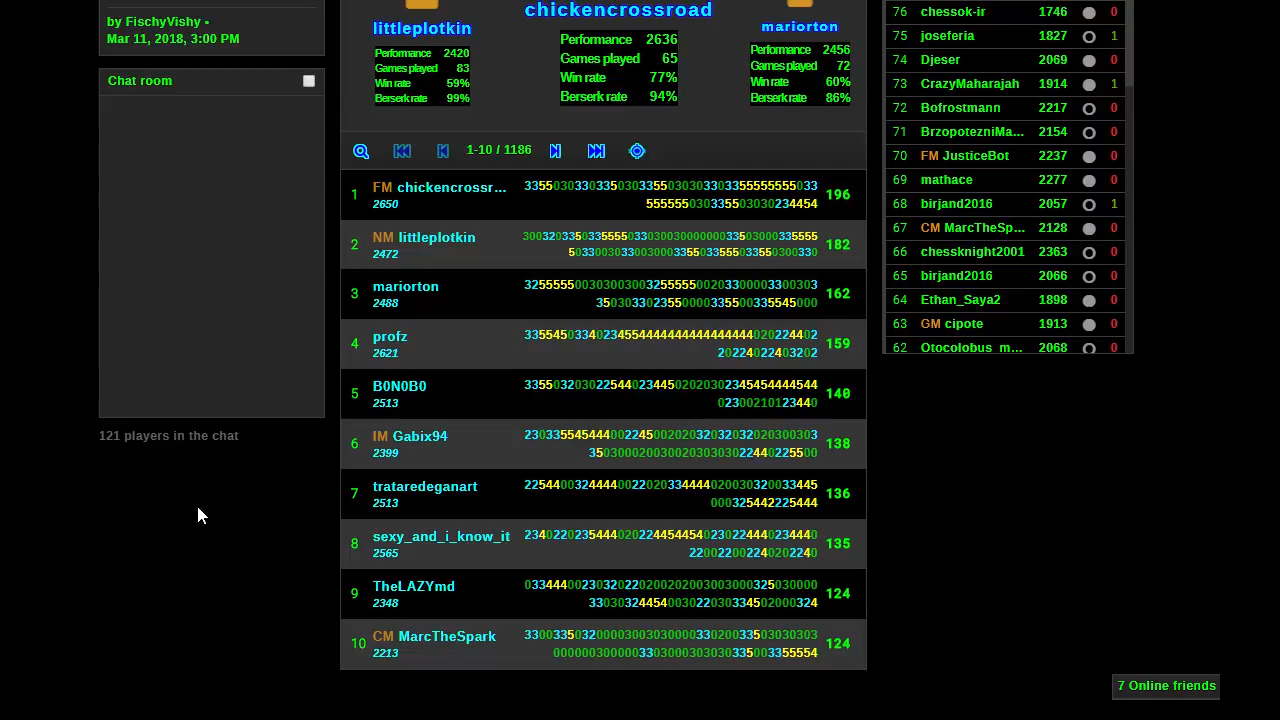 by FischyVishy •
Mar 11, 2018, 3:00 PM
Chat room
121 players in the chat
littleplotkin
Performance 2420
Games played 83
Win rate 59%
Berserk rate 99%
chickencrossroad
Performance 2636
Games played 65
Win rate 77%
Berserk rate 94%
mariorton
Performance 2456
Games played 72
Win rate 60%
Berserk rate 86%
1-10 / 1186
1 FM chickencrossr... 196
2650
2 NM littleplotkin 182
2472
3 mariorton 162
2488
4 profz 159
2621
5 B0N0B0 140
2513
6 IM Gabix94 138
2399
7 trataredeganart 136
2513
8 sexy_and_i_know_it 135
2565
9 TheLAZYmd 124
2348
10 CM MarcTheSpark 124
2213
76 chessok-ir 1746 0
75 joseferia 1827 1
74 Djeser 2069 0
73 CrazyMaharajah 1914 1
72 Bofrostmann 2217 0
71 BrzopotezniMa... 2154 0
70 FM JusticeBot 2237 0
69 mathace 2277 0
68 birjand2016 2057 1
67 CM MarcTheSp... 2128 0
66 chessknight2001 2363 0
65 birjand2016 2066 0
64 Ethan_Saya2 1898 0
63 GM cipote 1913 0
62 Otocolobus_m... 2068 0
7 Online friends